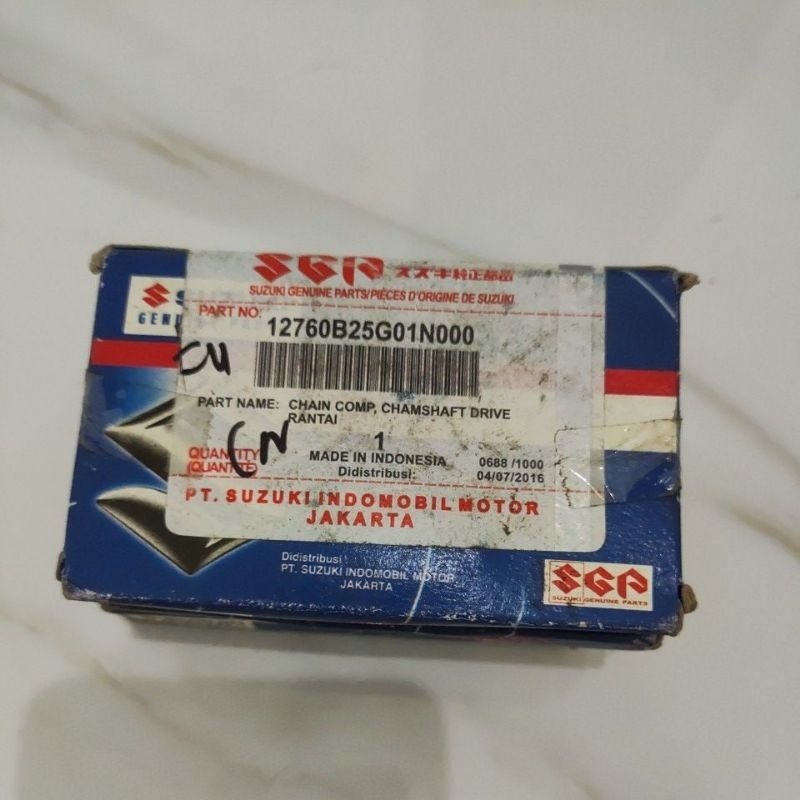 SGP スズキ純正部品
SUZUKI GENUINE PARTS/PIÈCES D'ORIGINE DE SUZUKI
PART NO: 12760B25G01N000
PART NAME: CHAIN COMP, CHAMSHAFT DRIVE
RANTAI
QUANTITY 1
(QUANTITÉ)
MADE IN INDONESIA 0688 /1000
Didistribusi: 04/07/2016
PT. SUZUKI INDOMOBIL MOTOR
JAKARTA
Didistribusi
PT. SUZUKI INDOMOBIL MOTOR
JAKARTA
SGP
SUZUKI GENUINE PARTS